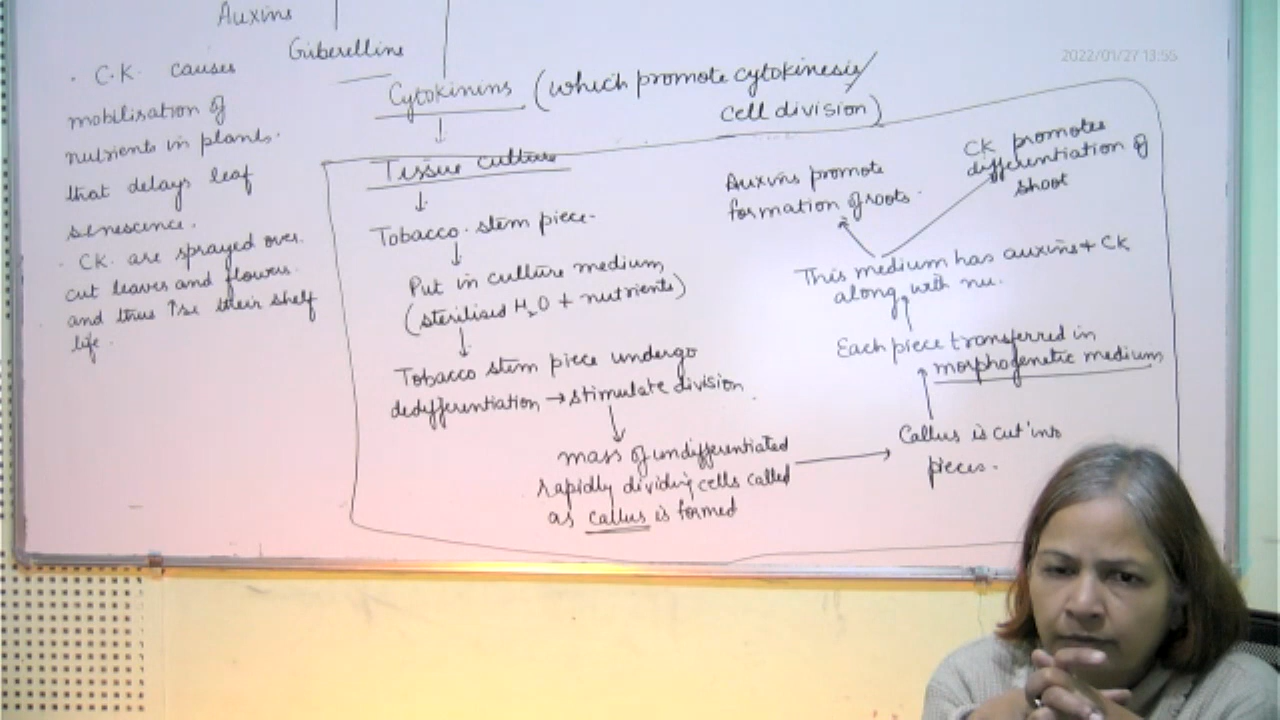 Auxins
Giberelline
Cytokinins (which promote cytokinesis/
cell division)
2022/01/27 13:55
• C.K. causes
mobilisation of
nutrients in plants.
that delays leaf
senescence.
• CK. are sprayed over
cut leaves and flowers.
and thus ↑se their shelf
life.
↓
Tissue culture
↓
Tobacco stem piece
↓
Put in culture medium
(sterilised H2O + nutrients)
↓
Tobacco stem piece undergo
dedifferentiation → stimulate division.
↓
mass of undifferentiated
rapidly dividing cells called
as callus is formed
→
Callus is cut into
pieces.
Each piece transferred in
morphogenetic medium
This medium has auxins + CK
along with nu.
Auxins promote
formation of roots.
CK promotes
differentiation of
shoot